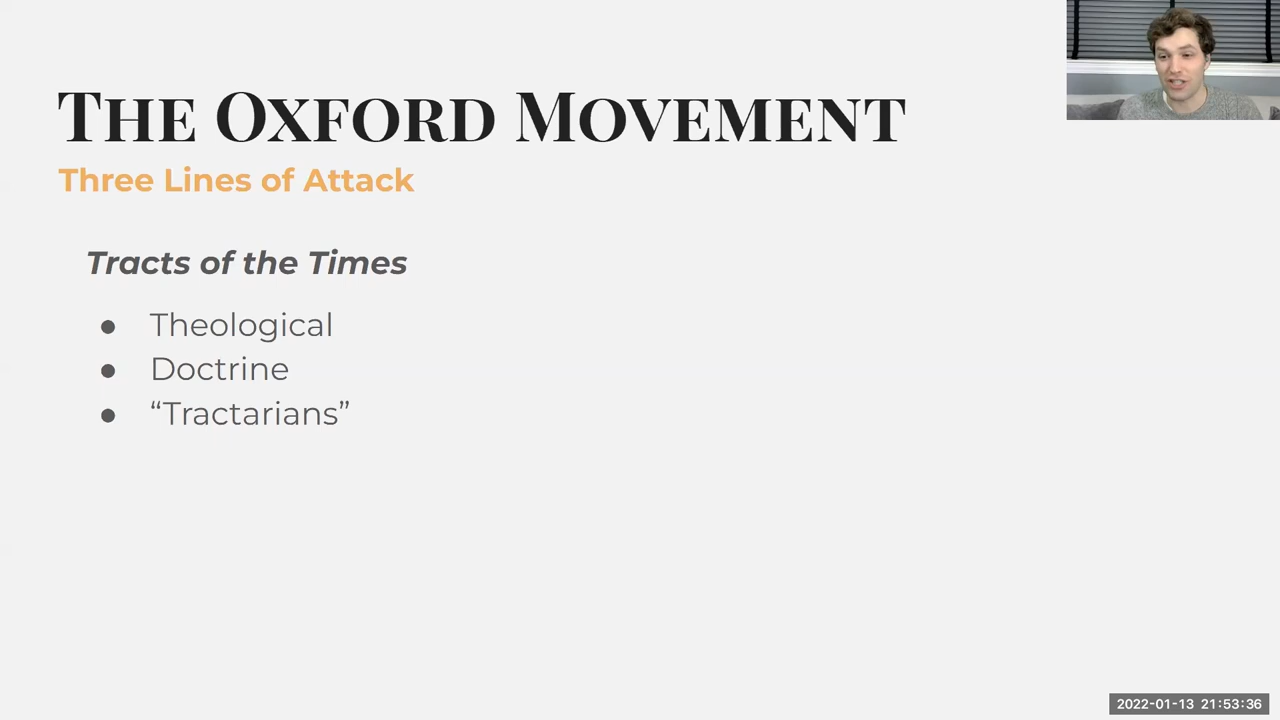 The Oxford Movement
Three Lines of Attack
Tracts of the Times
● Theological
● Doctrine
● “Tractarians”
2022-01-13 21:53:36